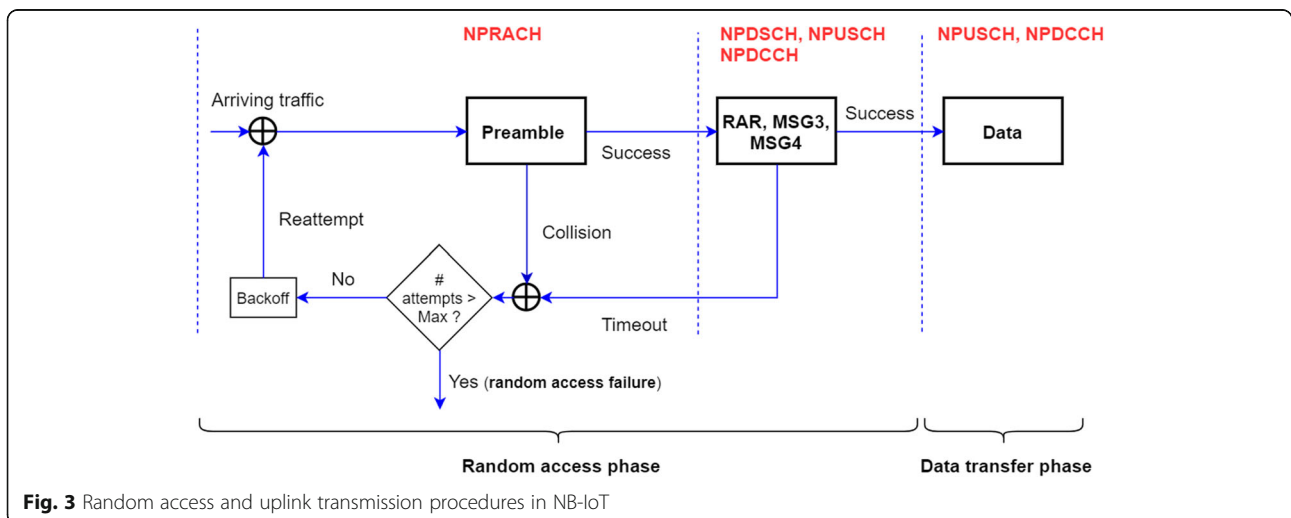 NPRACH
NPDSCH, NPUSCH
NPDCCH
NPUSCH, NPDCCH
Arriving traffic
Preamble
Success
RAR, MSG3,
MSG4
Success
Data
Reattempt
Collision
Backoff
No
#
attempts >
Max ?
Timeout
Yes (random access failure)
Random access phase
Data transfer phase
Fig. 3 Random access and uplink transmission procedures in NB-IoT